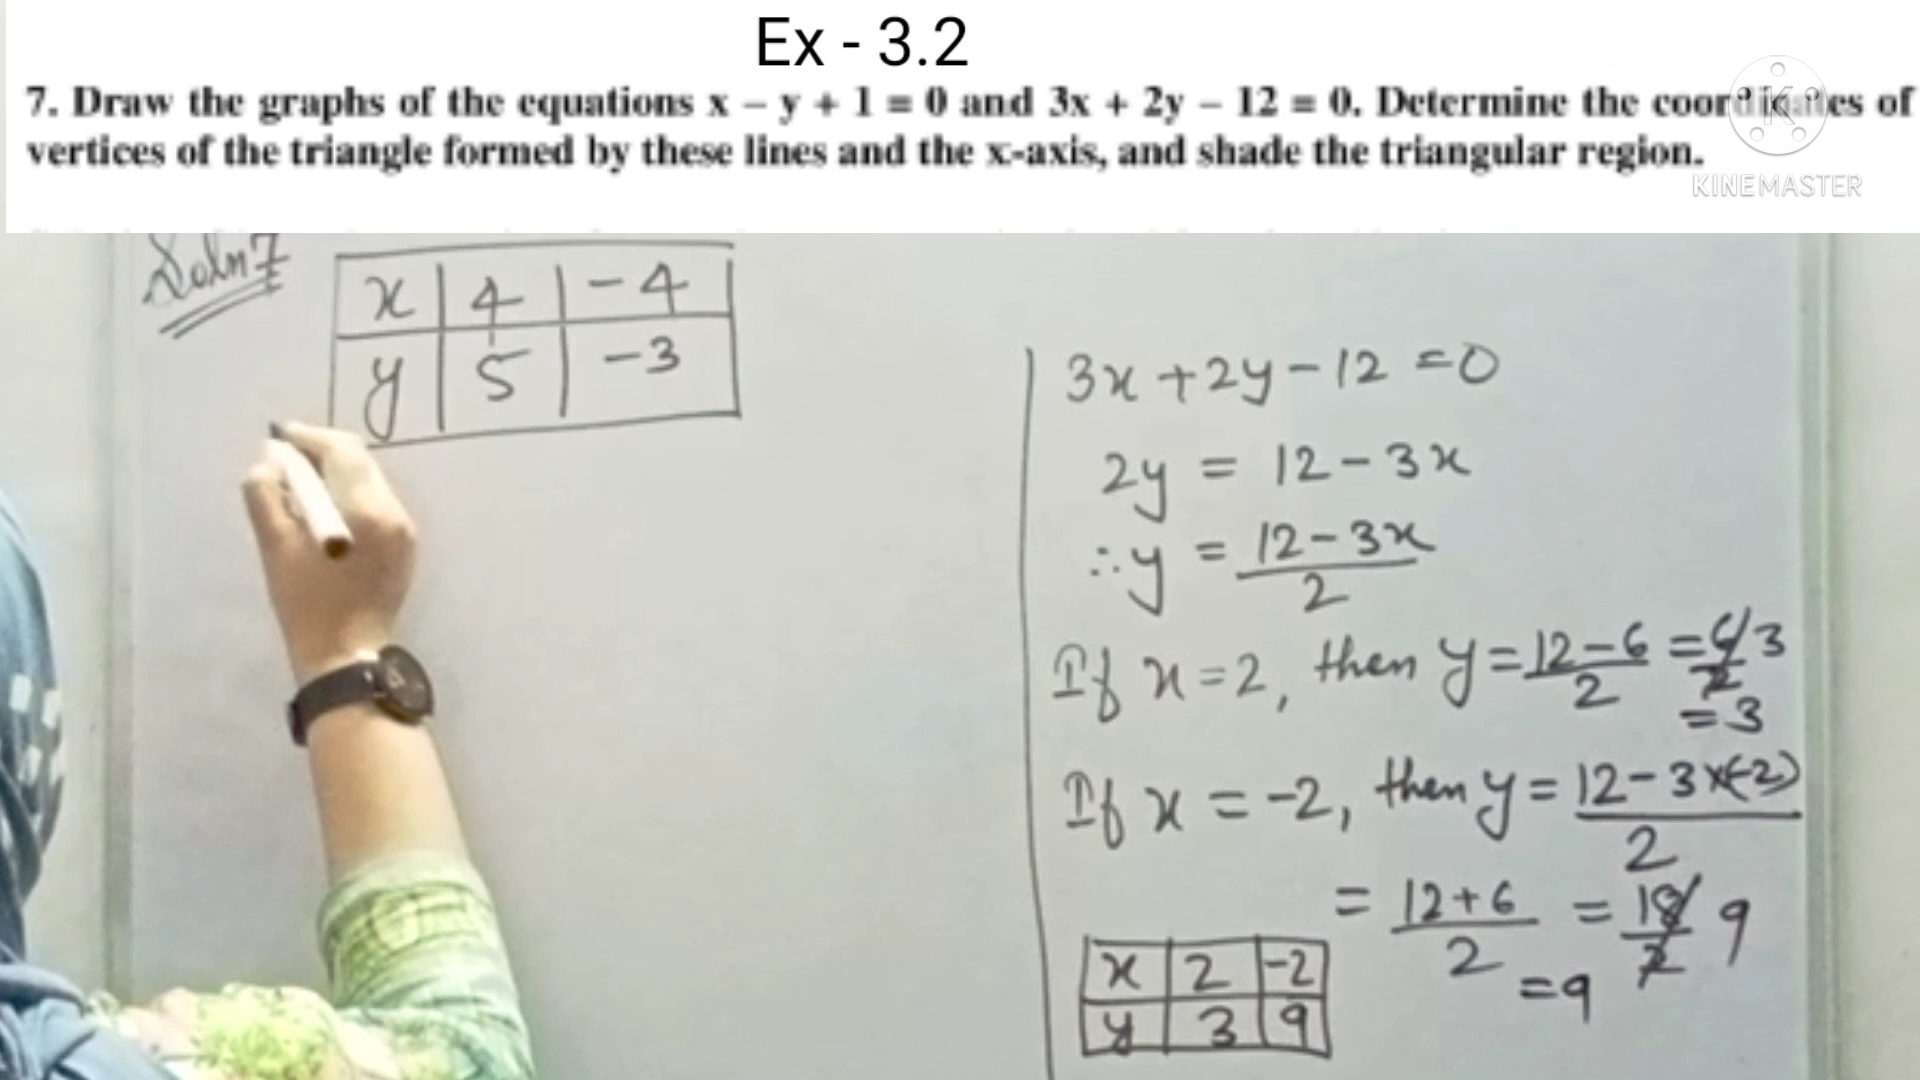 Ex - 3.2
7. Draw the graphs of the equations x – y + 1 = 0 and 3x + 2y – 12 = 0. Determine the coordinates of
vertices of the triangle formed by these lines and the x-axis, and shade the triangular region.
KINEMASTER
Soln 7
x | 4 | -4
y | 5 | -3
3x + 2y - 12 = 0
2y = 12 - 3x
∴ y = (12 - 3x)/2
If x = 2, then y = (12 - 6)/2 = 6/2 3
= 3
If x = -2, then y = (12 - 3×(-2))/2
= (12 + 6)/2 = 18/2 9
= 9
x | 2 | -2
y | 3 | 9